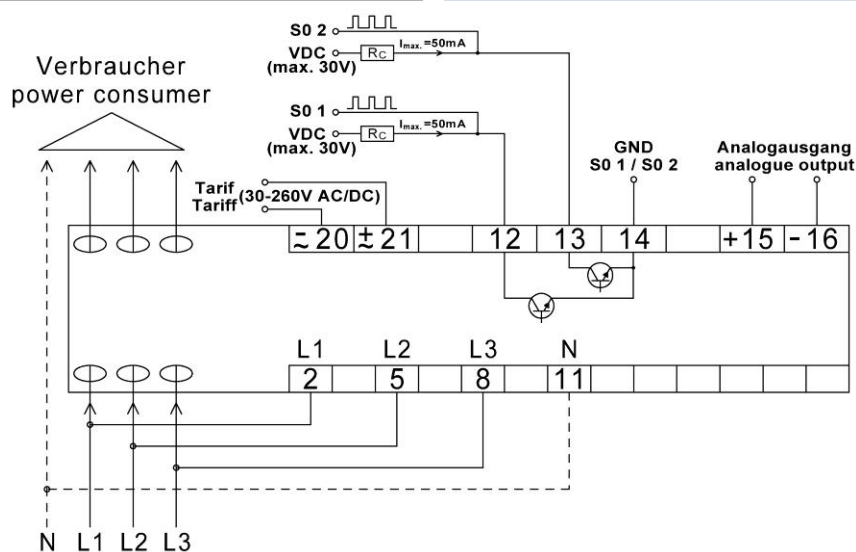 S0 2
VDC
(max. 30V)
RC
Imax. =50mA
Verbraucher
power consumer
S0 1
VDC
(max. 30V)
RC
Imax. =50mA
GND
S0 1 / S0 2
Analogausgang
analogue output
Tarif
Tariff
(30-260V AC/DC)
≂ 20
± 21
12
13
14
+15
-16
L1
L2
L3
N
2
5
8
11
N
L1
L2
L3